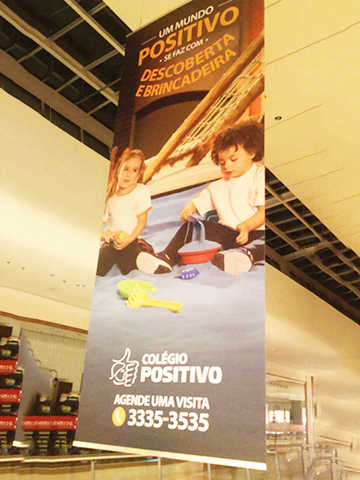 UM MUNDO
POSITIVO
SE FAZ COM
DESCOBERTA
E BRINCADEIRA
COLÉGIO
POSITIVO
AGENDE UMA VISITA
3335-3535